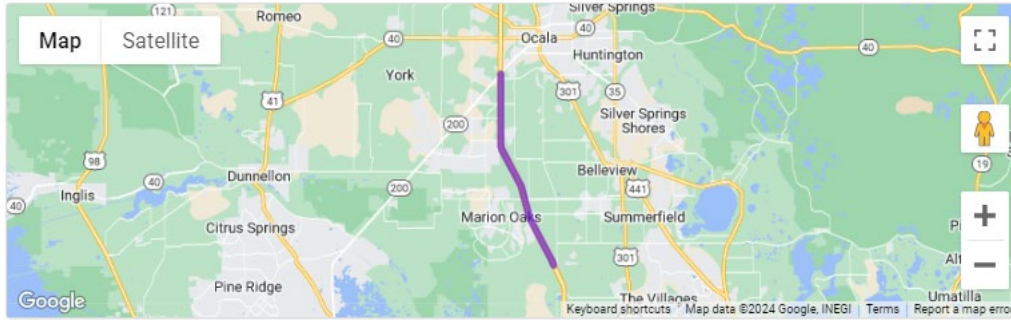 Map
Satellite
121
Romeo
Silver Springs
40
Ocala
40
Huntington
40
York
41
301
35
Silver Springs
Shores
200
98
40
Dunnellon
Belleview
19
Inglis
40
200
441
Marion Oaks
Summerfield
Citrus Springs
301
Pine Ridge
The Villages
Umatilla
Google
Keyboard shortcuts
Map data ©2024 Google, INEGI
Terms
Report a map error